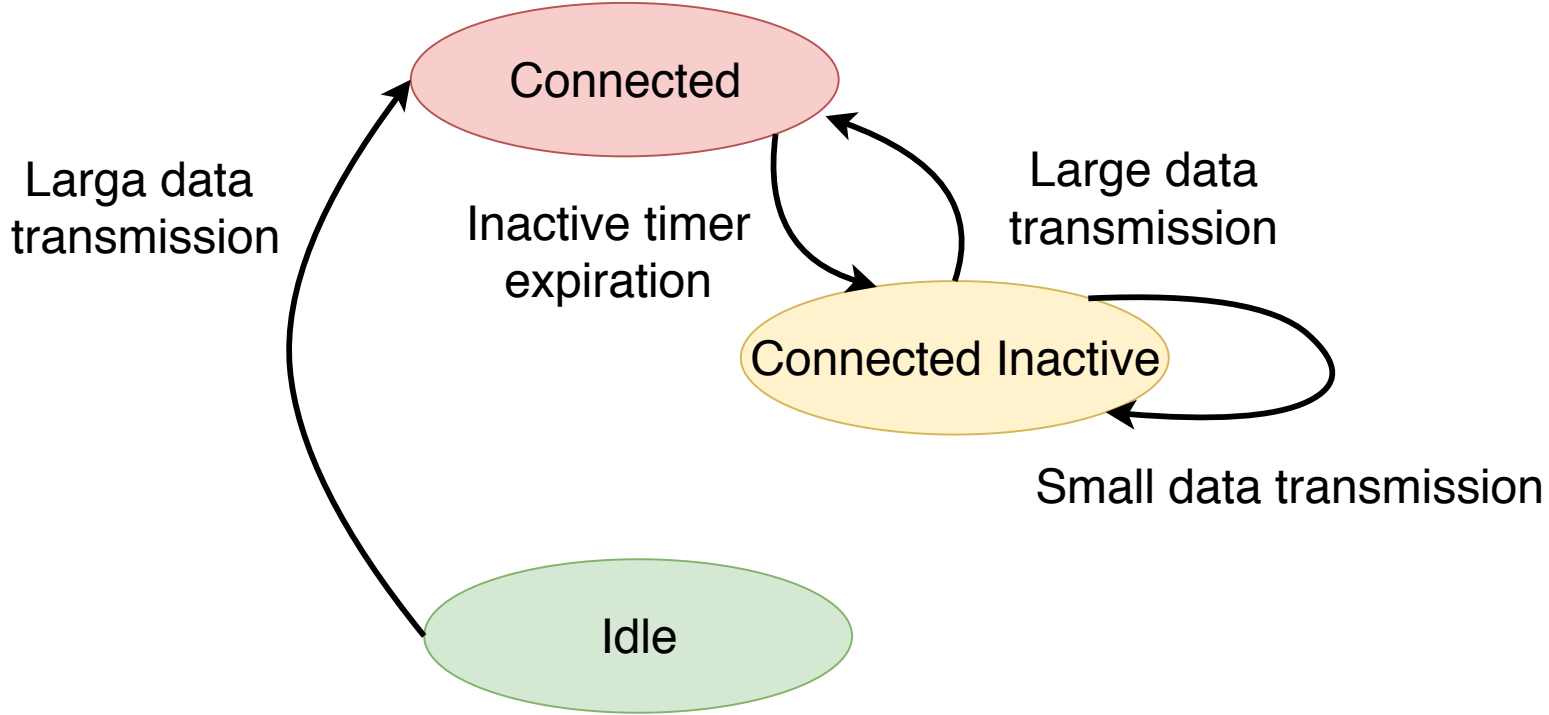 Connected
Larga data
transmission
Inactive timer
expiration
Large data
transmission
Connected Inactive
Small data transmission
Idle